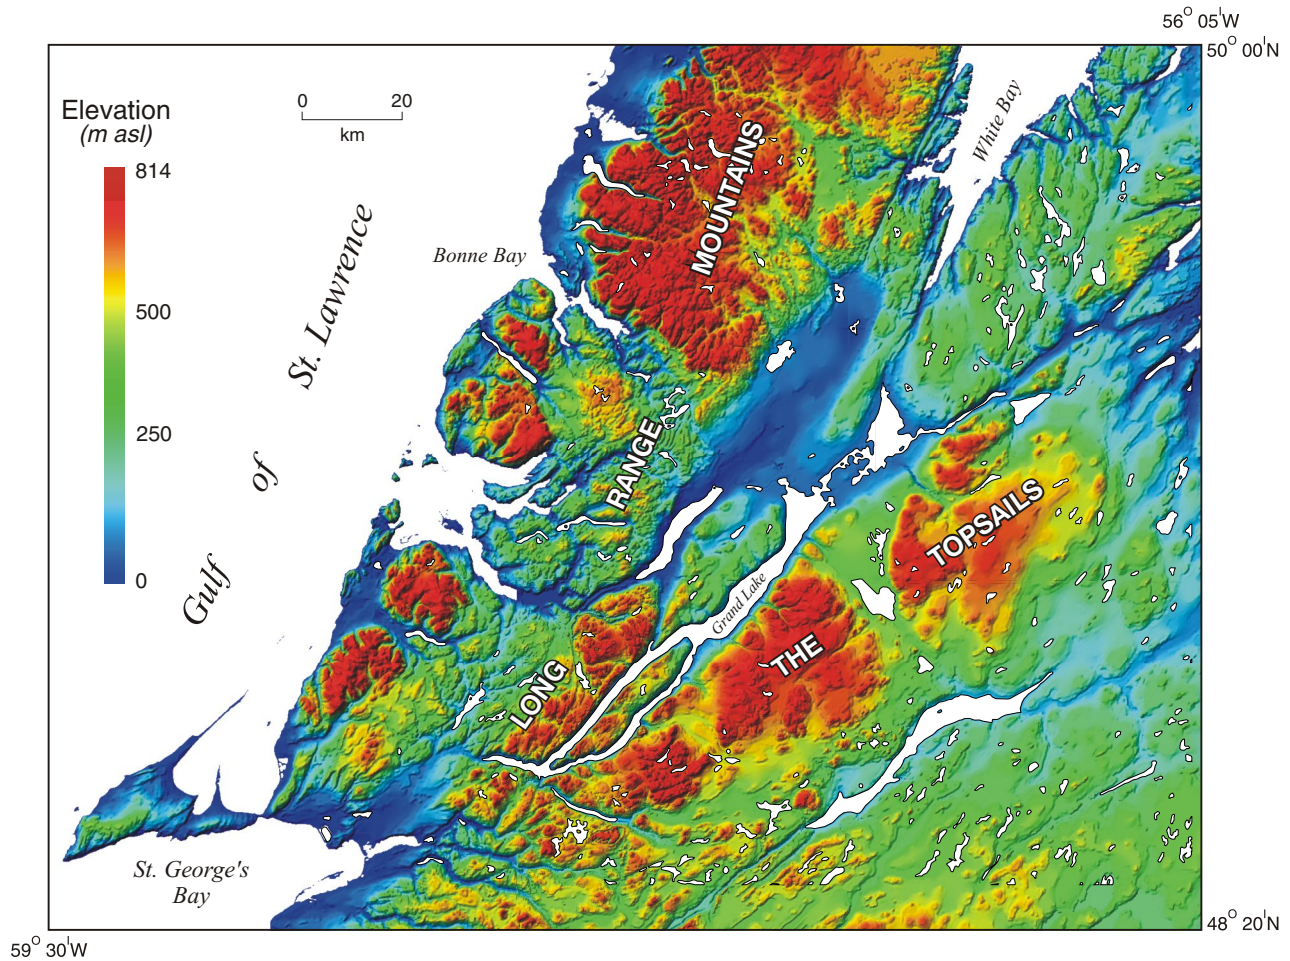 56° 05'W
50° 00'N
Elevation
(m asl)
814
500
250
0
0 20
km
White Bay
Bonne Bay
Gulf of St. Lawrence
LONG RANGE MOUNTAINS
THE TOPSAILS
Grand Lake
St. George's
Bay
48° 20'N
59° 30'W